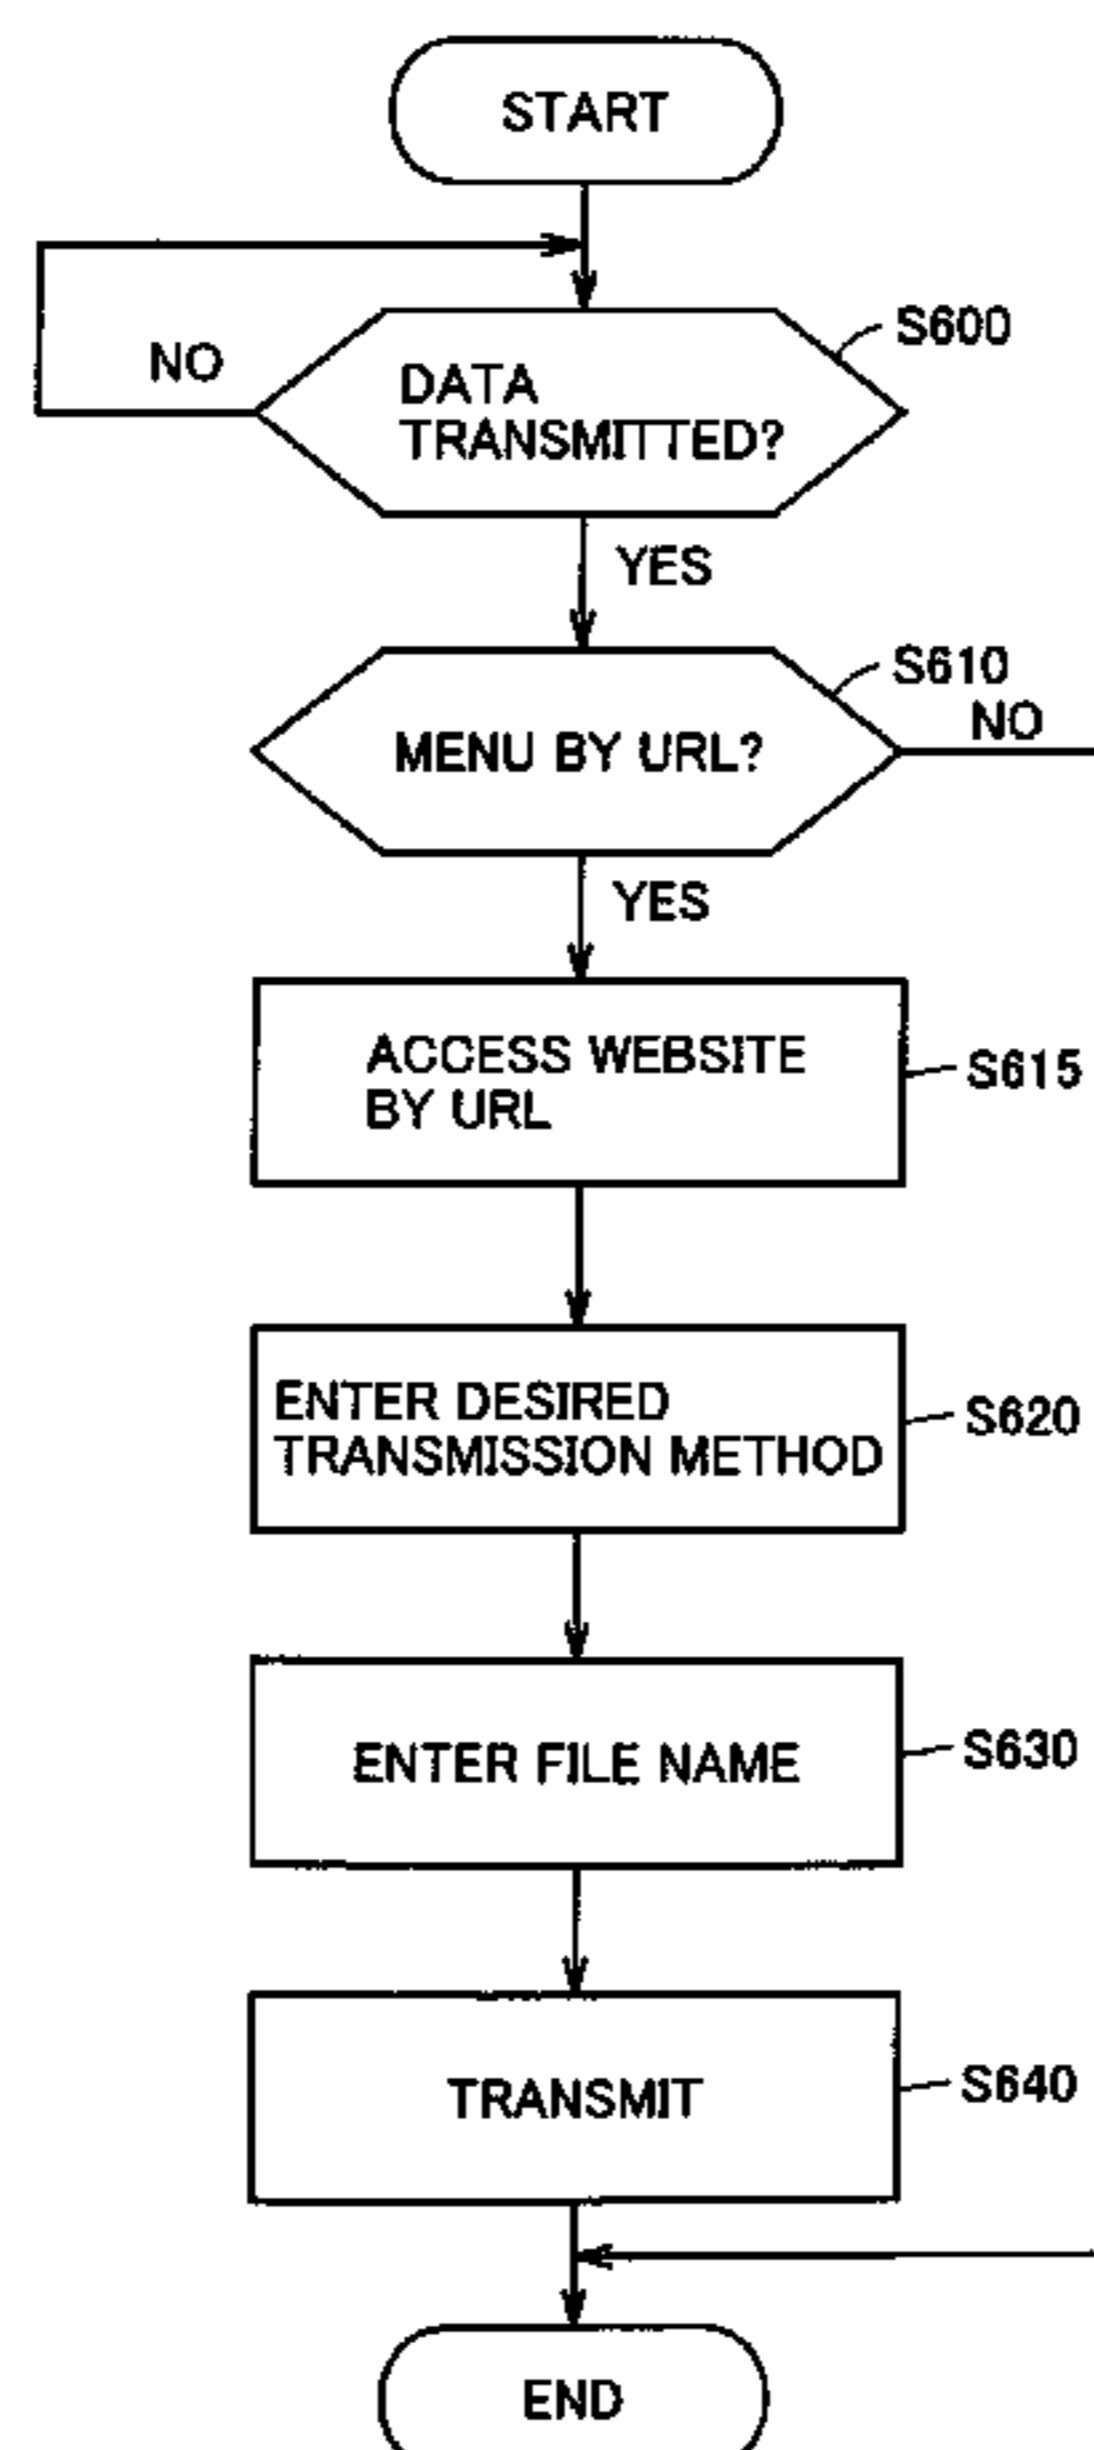 START
S600
NO
DATA
TRANSMITTED?
YES
S610
NO
MENU BY URL?
YES
ACCESS WEBSITE
BY URL
S615
ENTER DESIRED
TRANSMISSION METHOD
S620
ENTER FILE NAME
S630
TRANSMIT
S640
END